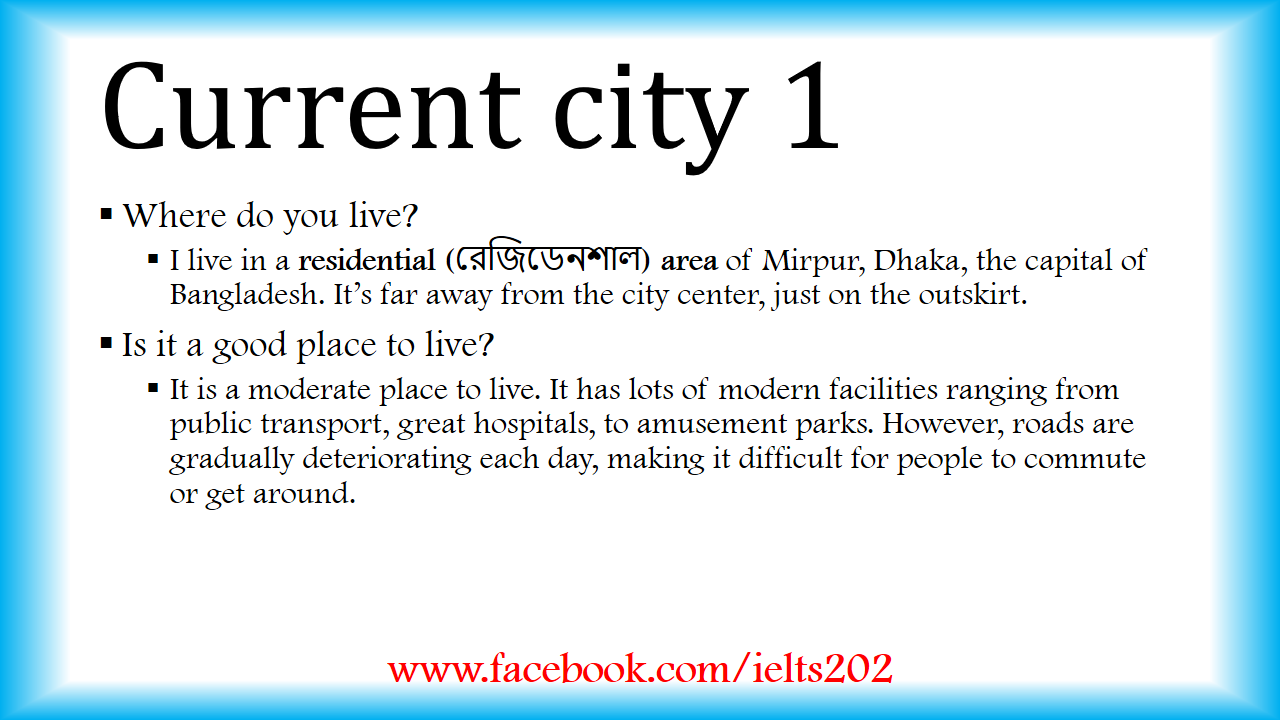 Current city 1
▪ Where do you live?
▪ I live in a residential (রেজিডেনশাল) area of Mirpur, Dhaka, the capital of
Bangladesh. It’s far away from the city center, just on the outskirt.
▪ Is it a good place to live?
▪ It is a moderate place to live. It has lots of modern facilities ranging from
public transport, great hospitals, to amusement parks. However, roads are
gradually deteriorating each day, making it difficult for people to commute
or get around.
www.facebook.com/ielts202